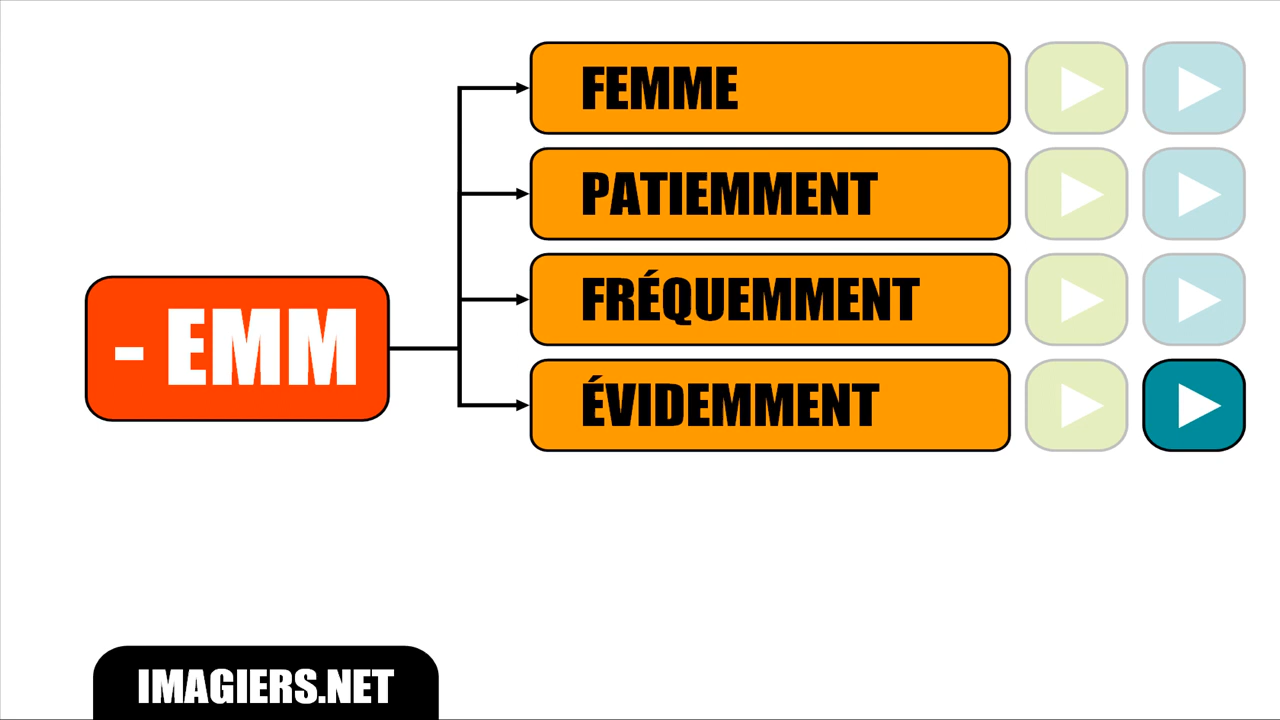 FEMME
PATIEMMENT
- EMM
FRÉQUEMMENT
ÉVIDEMMENT
IMAGIERS.NET